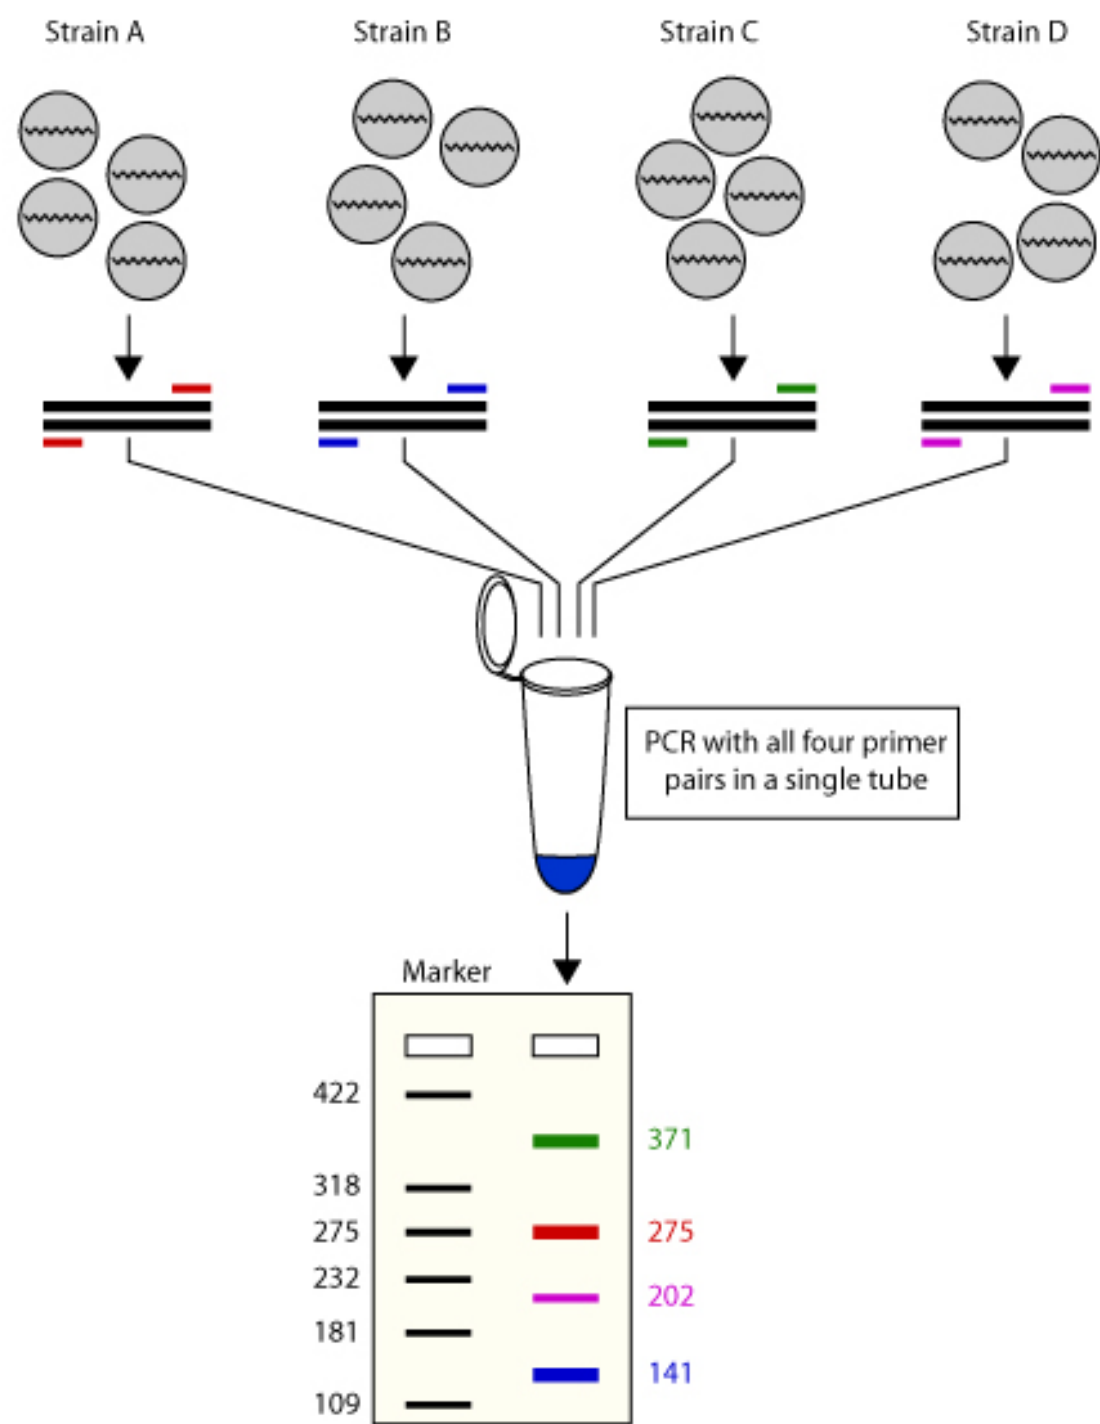 Strain A
Strain B
Strain C
Strain D
PCR with all four primer
pairs in a single tube
Marker
422
371
318
275
275
232
202
181
141
109